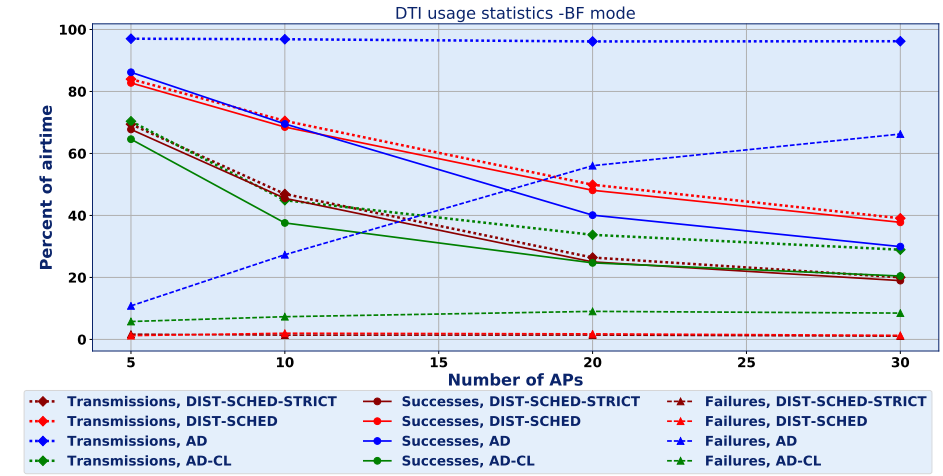 DTI usage statistics -BF mode
100
80
60
40
20
0
Percent of airtime
5 10 15 20 25 30
Number of APs
Transmissions, DIST-SCHED-STRICT Successes, DIST-SCHED-STRICT Failures, DIST-SCHED-STRICT
Transmissions, DIST-SCHED Successes, DIST-SCHED Failures, DIST-SCHED
Transmissions, AD Successes, AD Failures, AD
Transmissions, AD-CL Successes, AD-CL Failures, AD-CL